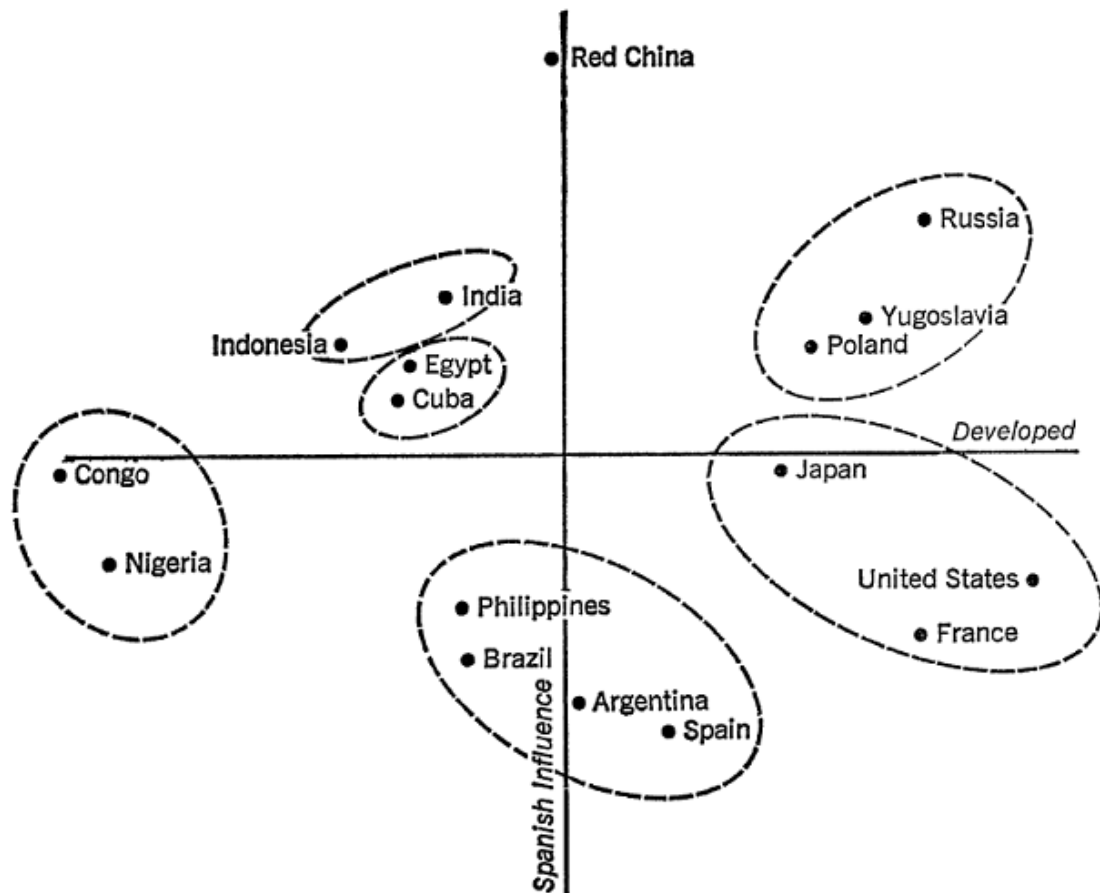 Red China
Russia
India
Yugoslavia
Indonesia
Poland
Egypt
Cuba
Developed
Congo
Japan
Nigeria
United States
Philippines
France
Brazil
Argentina
Spain
Spanish Influence